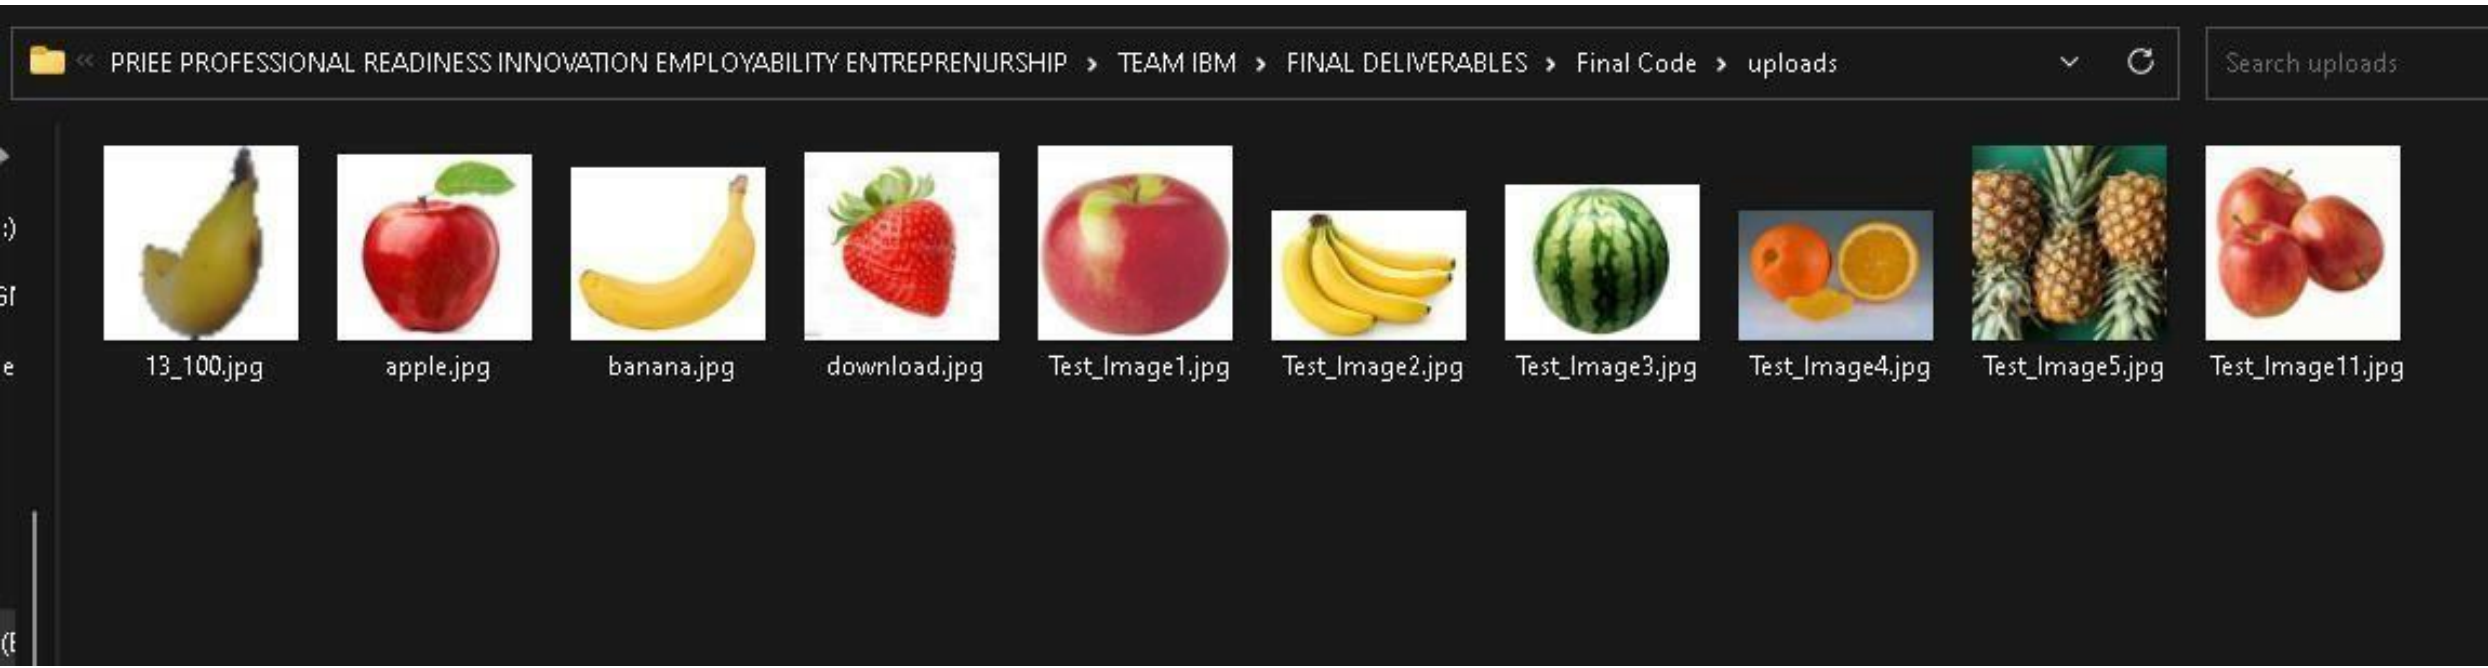 « PRIEE PROFESSIONAL READINESS INNOVATION EMPLOYABILITY ENTREPRENURSHIP > TEAM IBM > FINAL DELIVERABLES > Final Code > uploads
Search uploads
:)
e
13_100.jpg
apple.jpg
banana.jpg
download.jpg
Test_Image1.jpg
Test_Image2.jpg
Test_Image3.jpg
Test_Image4.jpg
Test_Image5.jpg
Test_Image11.jpg